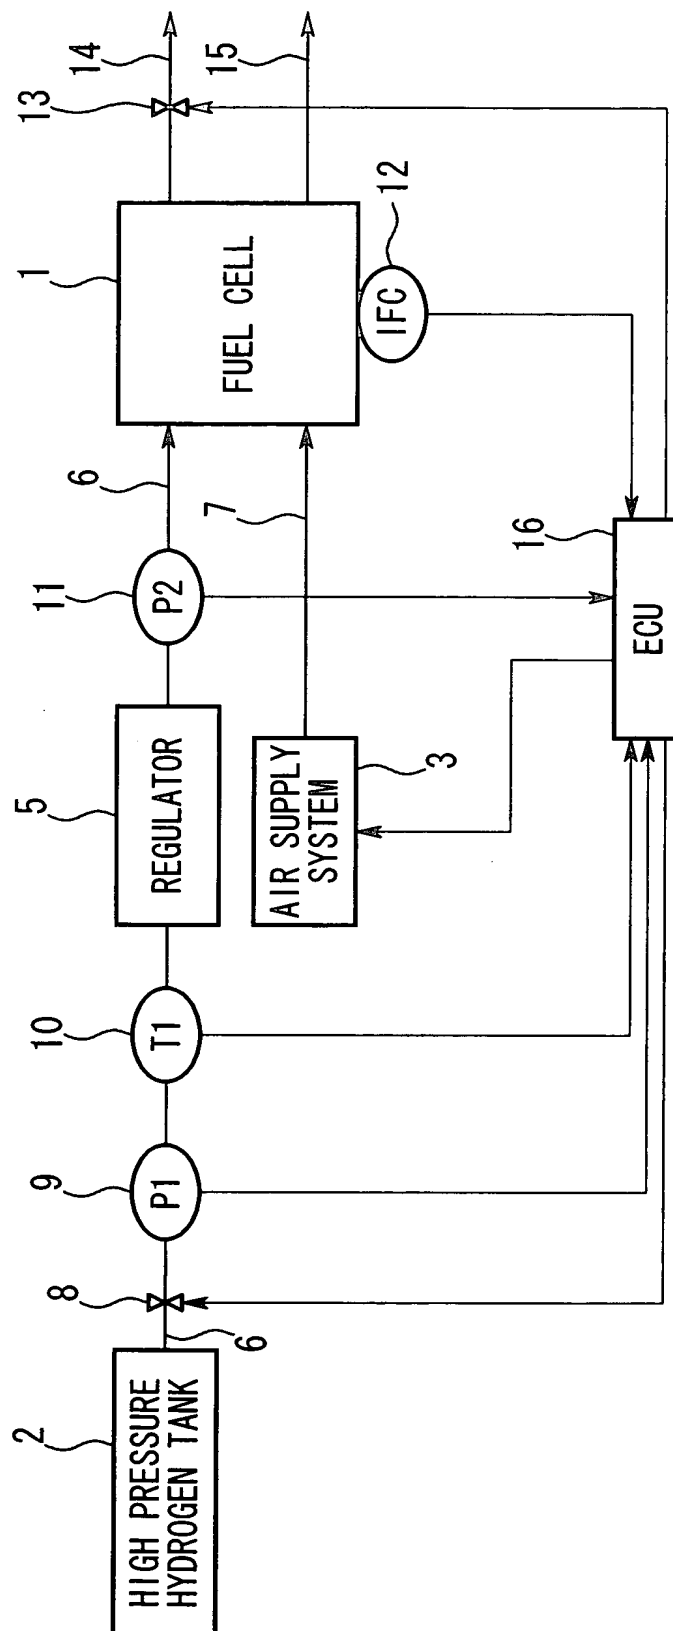 2
8
9
10
5
11
6
1
13
14
HIGH PRESSURE
HYDROGEN TANK
6
P1
T1
REGULATOR
P2
FUEL CELL
15
7
AIR SUPPLY
SYSTEM
3
IFC
12
16
ECU